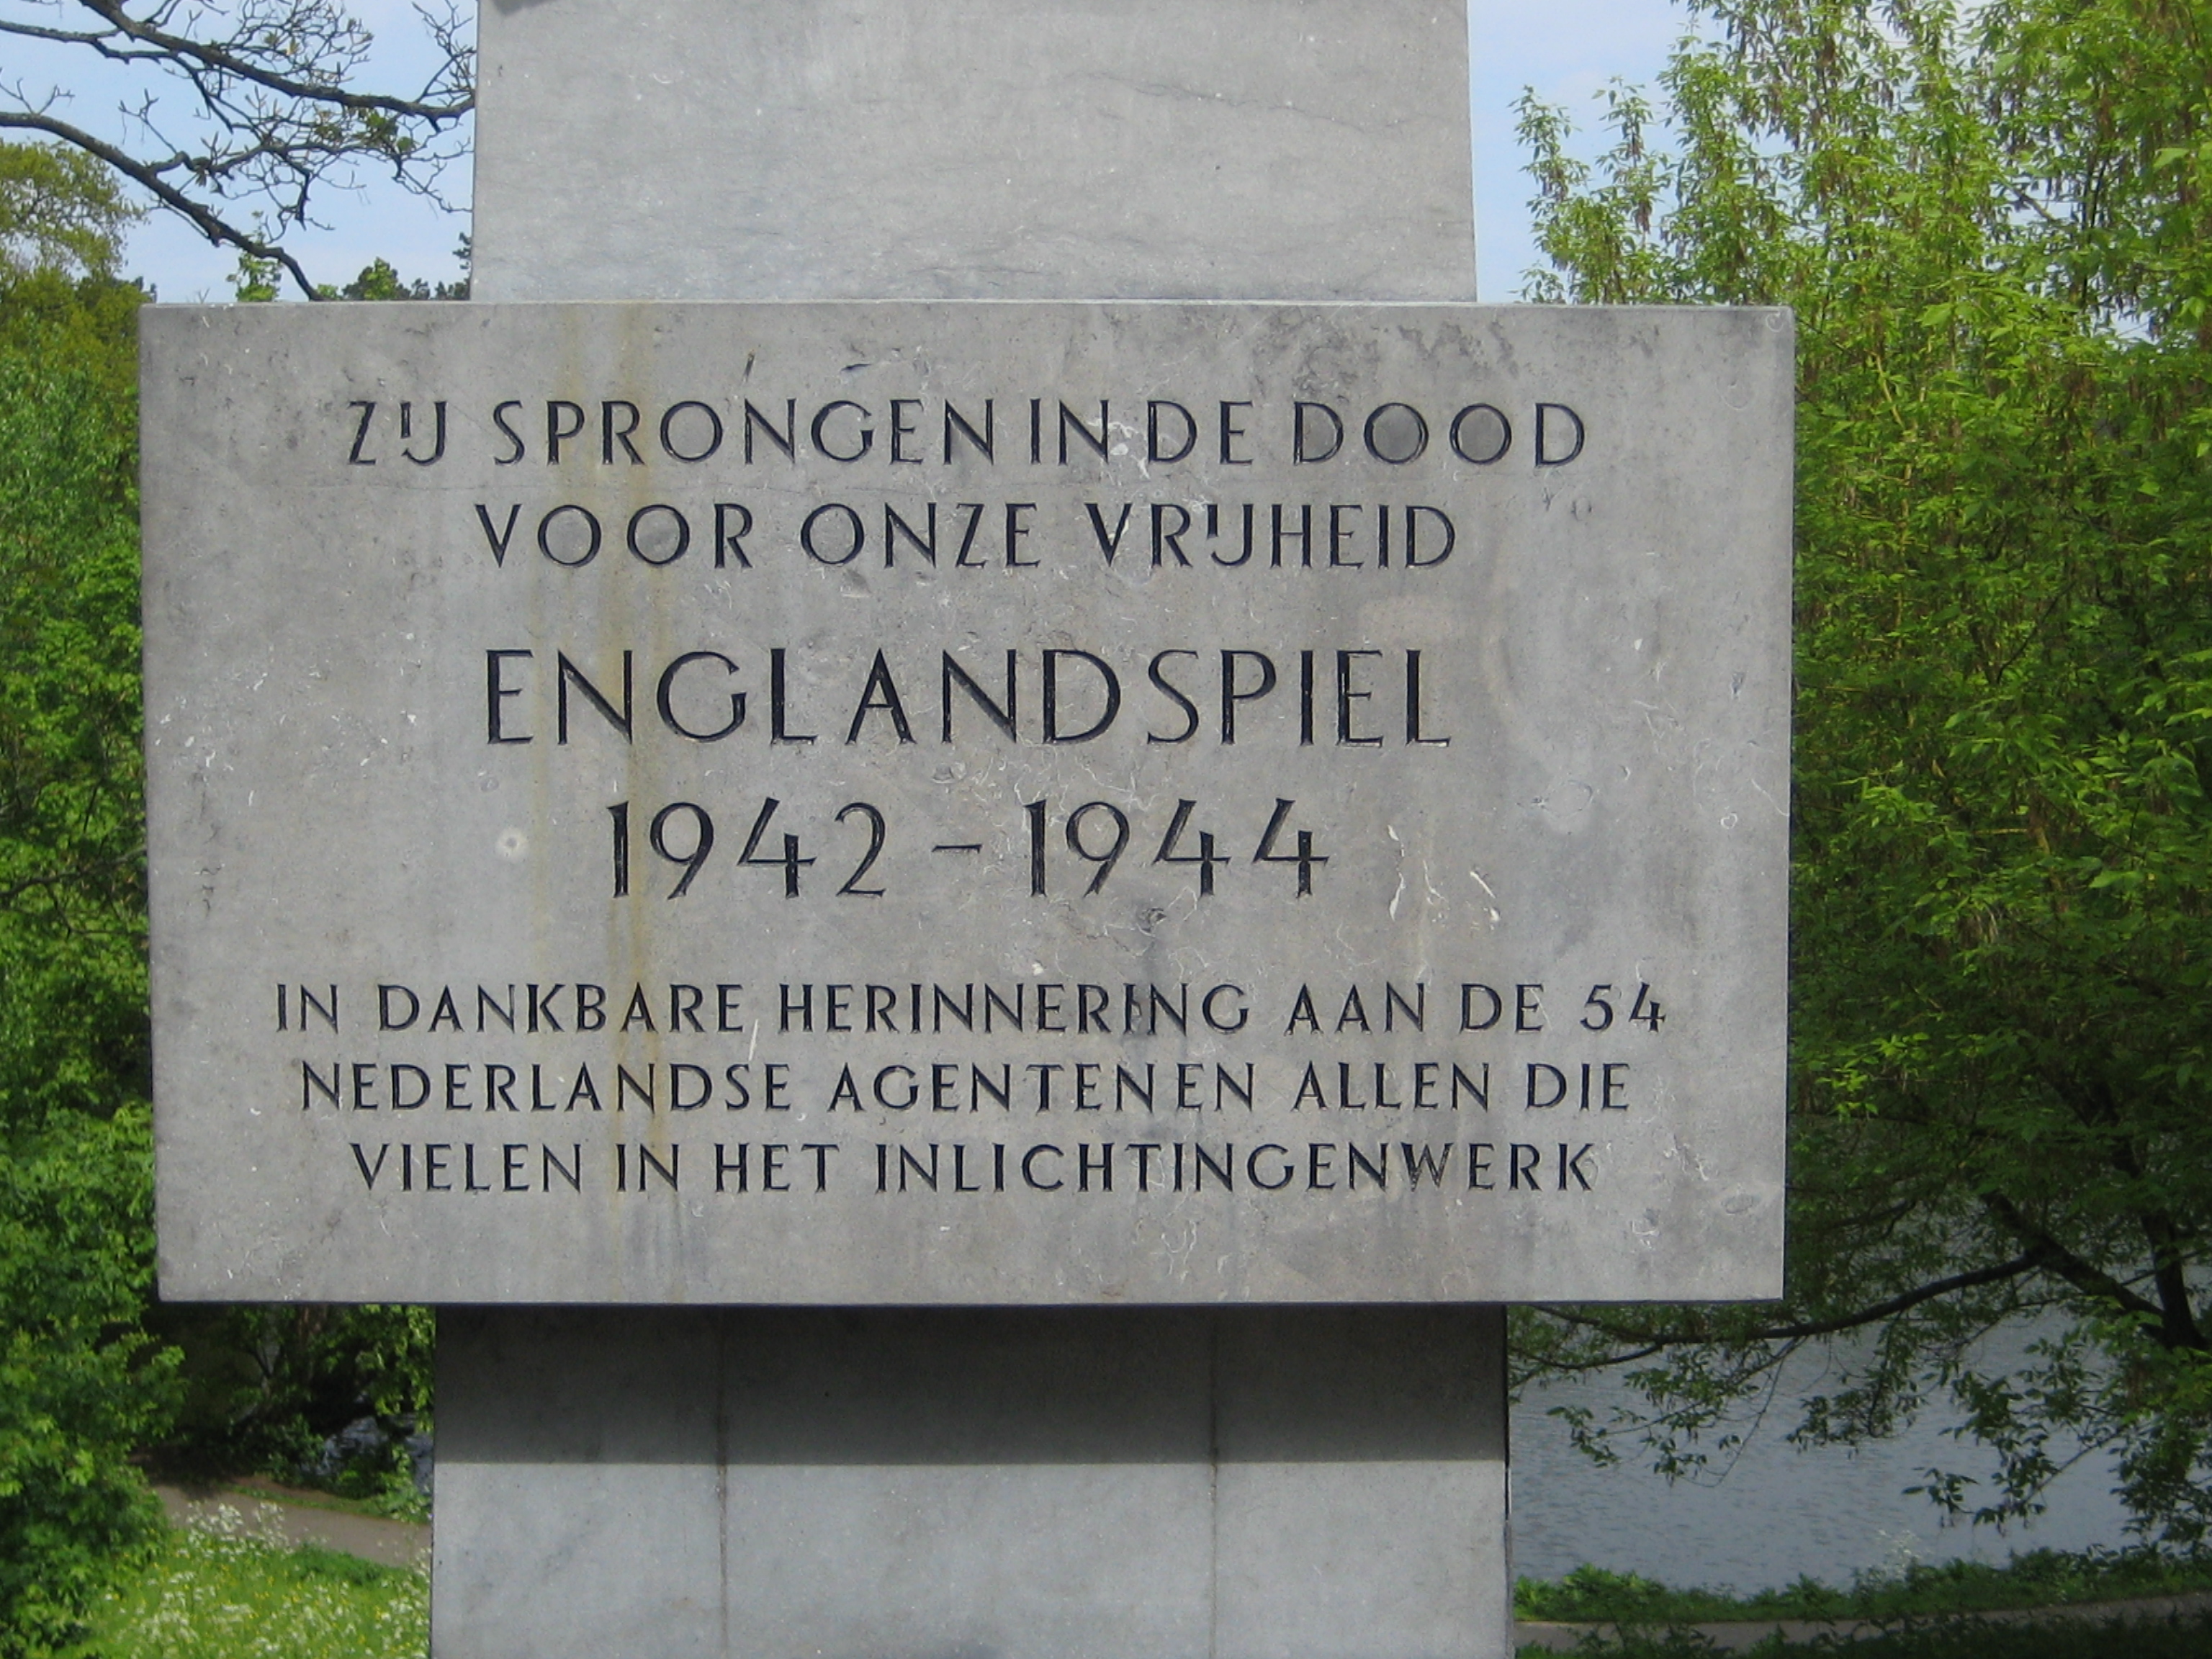 ZIJ SPRONGEN IN DE DOOD
VOOR ONZE VRIJHEID
ENGLANDSPIEL
1942 - 1944
IN DANKBARE HERINNERING AAN DE 54
NEDERLANDSE AGENTEN EN ALLEN DIE
VIELEN IN HET INLICHTINGENWERK